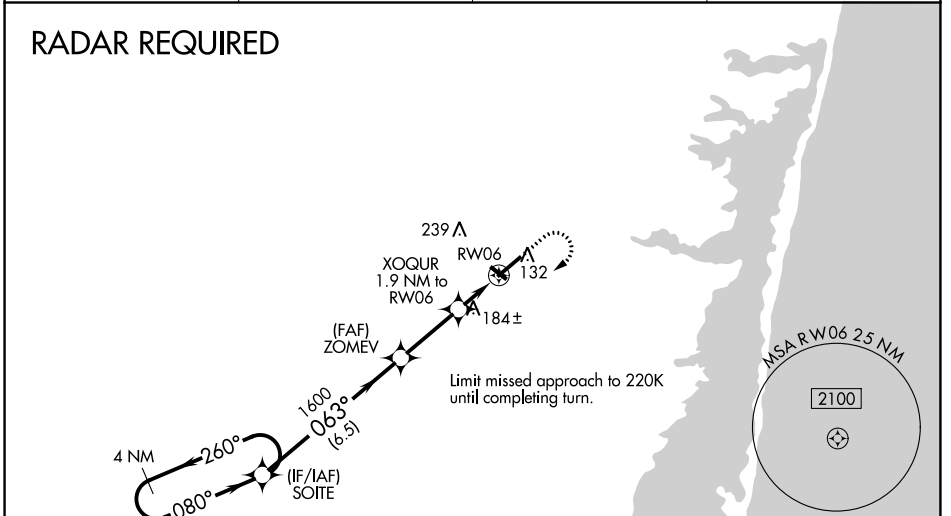 RADAR REQUIRED
239
RW06
132
XOQUR
1.9 NM to
RW06
184±
(FAF)
ZOMEV
Limit missed approach to 220K
until completing turn.
MSA RW06 25 NM
2100
1600
063°
(6.5)
4 NM
260°
(IF/IAF)
SOITE
080°